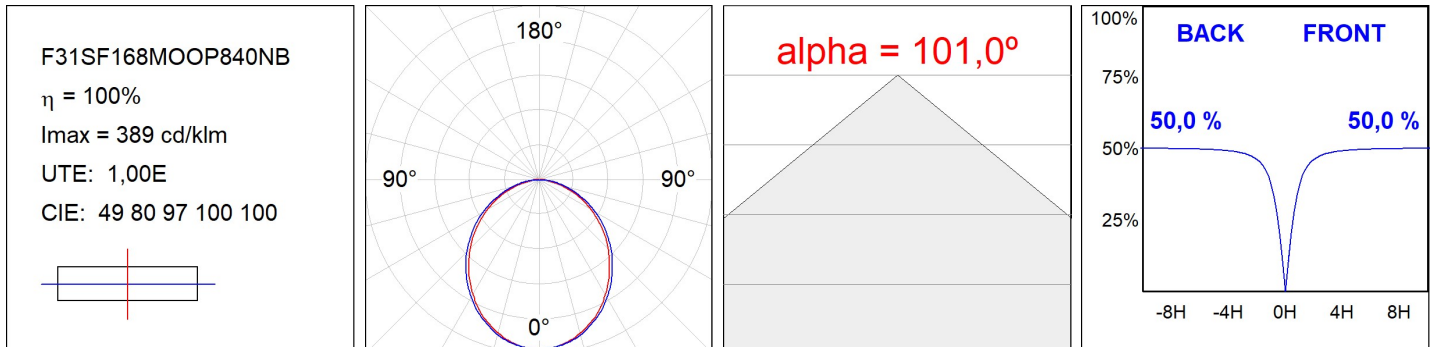 F31SF168MOOP840NB
η = 100%
Imax = 389 cd/klm
UTE: 1,00E
CIE: 49 80 97 100 100
180°
90° 90°
0°
alpha = 101,0º
100%
BACK FRONT
75%
50,0 % 50,0 %
50%
25%
-8H -4H 0H 4H 8H